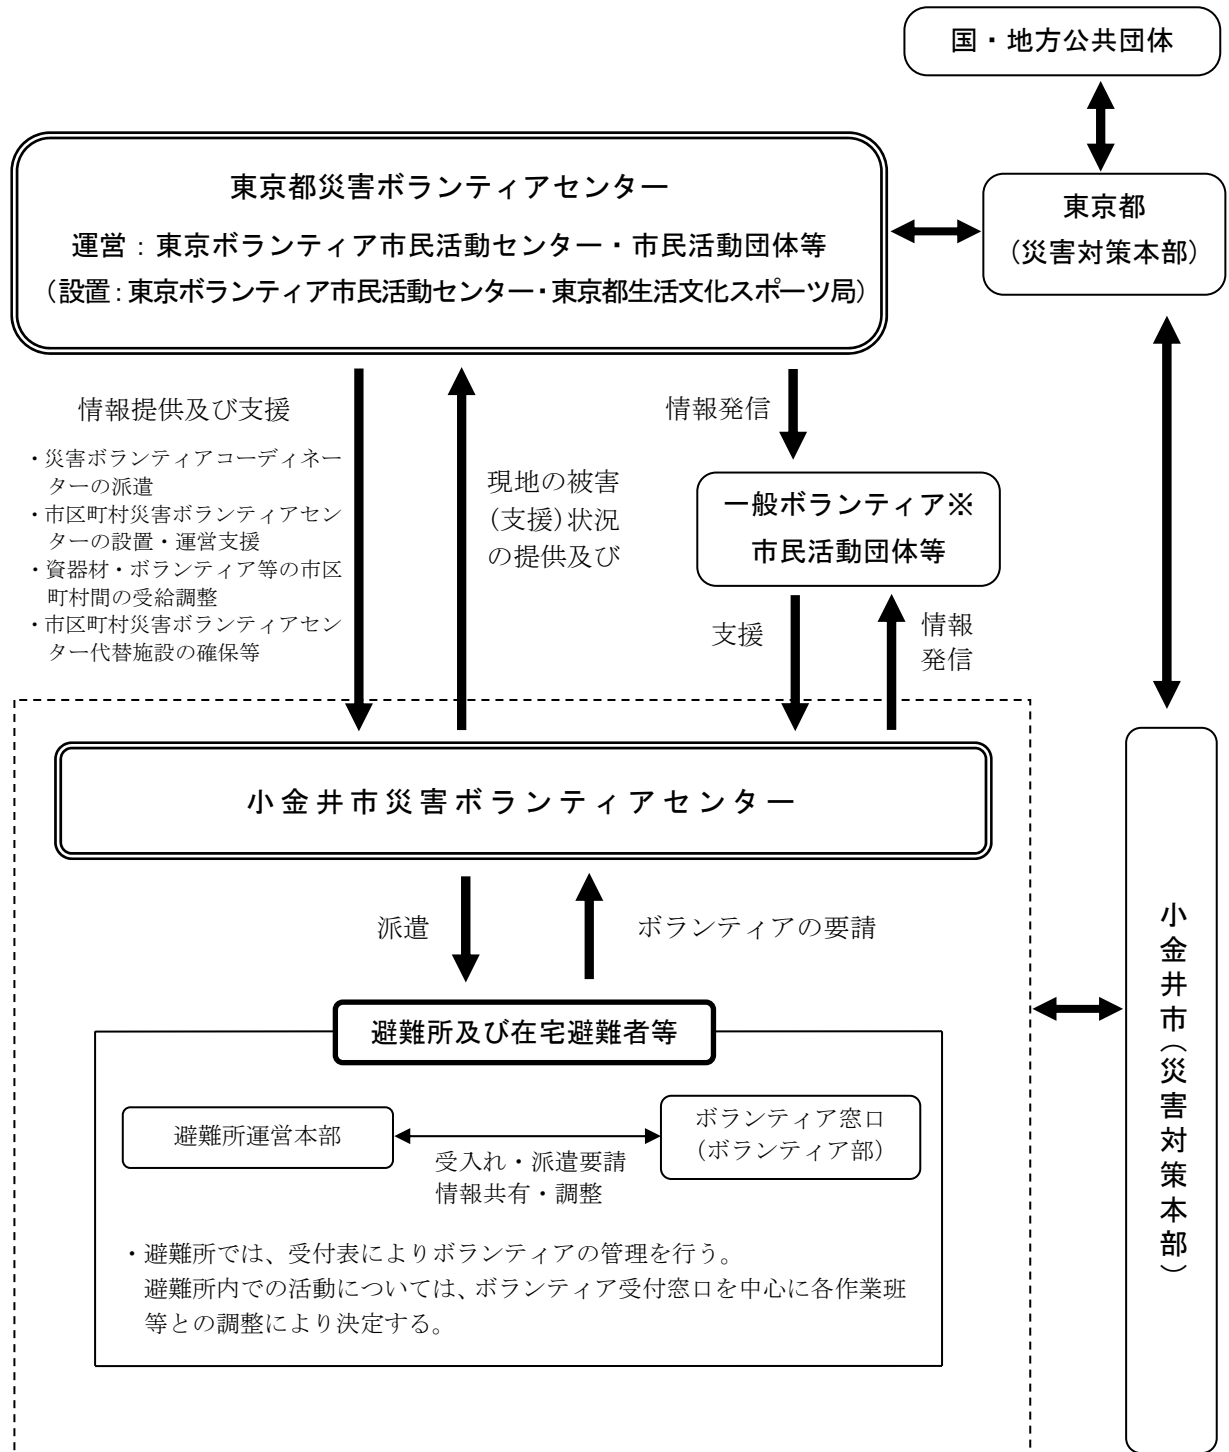 国・地方公共団体
東京都災害ボランティアセンター
運営：東京ボランティア市民活動センター・市民活動団体等
（設置：東京ボランティア市民活動センター・東京都生活文化スポーツ局）
東京都
（災害対策本部）
情報提供及び支援
・災害ボランティアコーディネー
ターの派遣
・市区町村災害ボランティアセン
ターの設置・運営支援
・資器材・ボランティア等の市区
町村間の受給調整
・市区町村災害ボランティアセン
ター代替施設の確保等
現地の被害
（支援）状況
の提供及び
情報発信
一般ボランティア※
市民活動団体等
支援
情報
発信
小金井市災害ボランティアセンター
派遣
ボランティアの要請
避難所及び在宅避難者等
避難所運営本部
受入れ・派遣要請
情報共有・調整
ボランティア窓口
（ボランティア部）
・避難所では、受付表によりボランティアの管理を行う。
避難所内での活動については、ボランティア受付窓口を中心に各作業班
等との調整により決定する。
小金井市（災害対策本部）